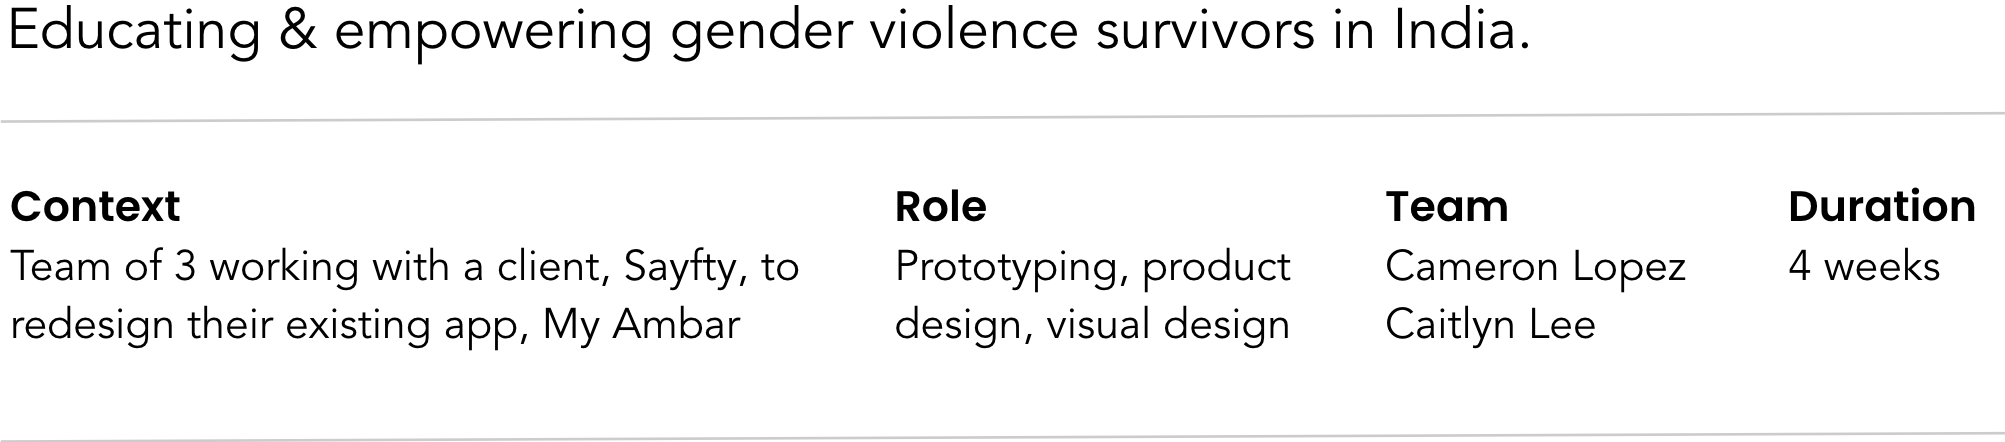 Educating & empowering gender violence survivors in India.
Context
Team of 3 working with a client, Sayfty, to
redesign their existing app, My Ambar
Role
Prototyping, product
design, visual design
Team
Cameron Lopez
Caitlyn Lee
Duration
4 weeks